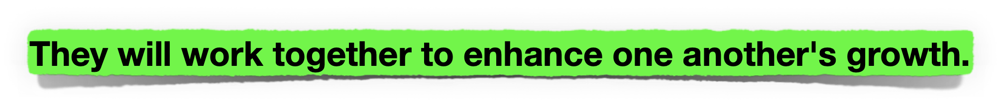 They will work together to enhance one another's growth.